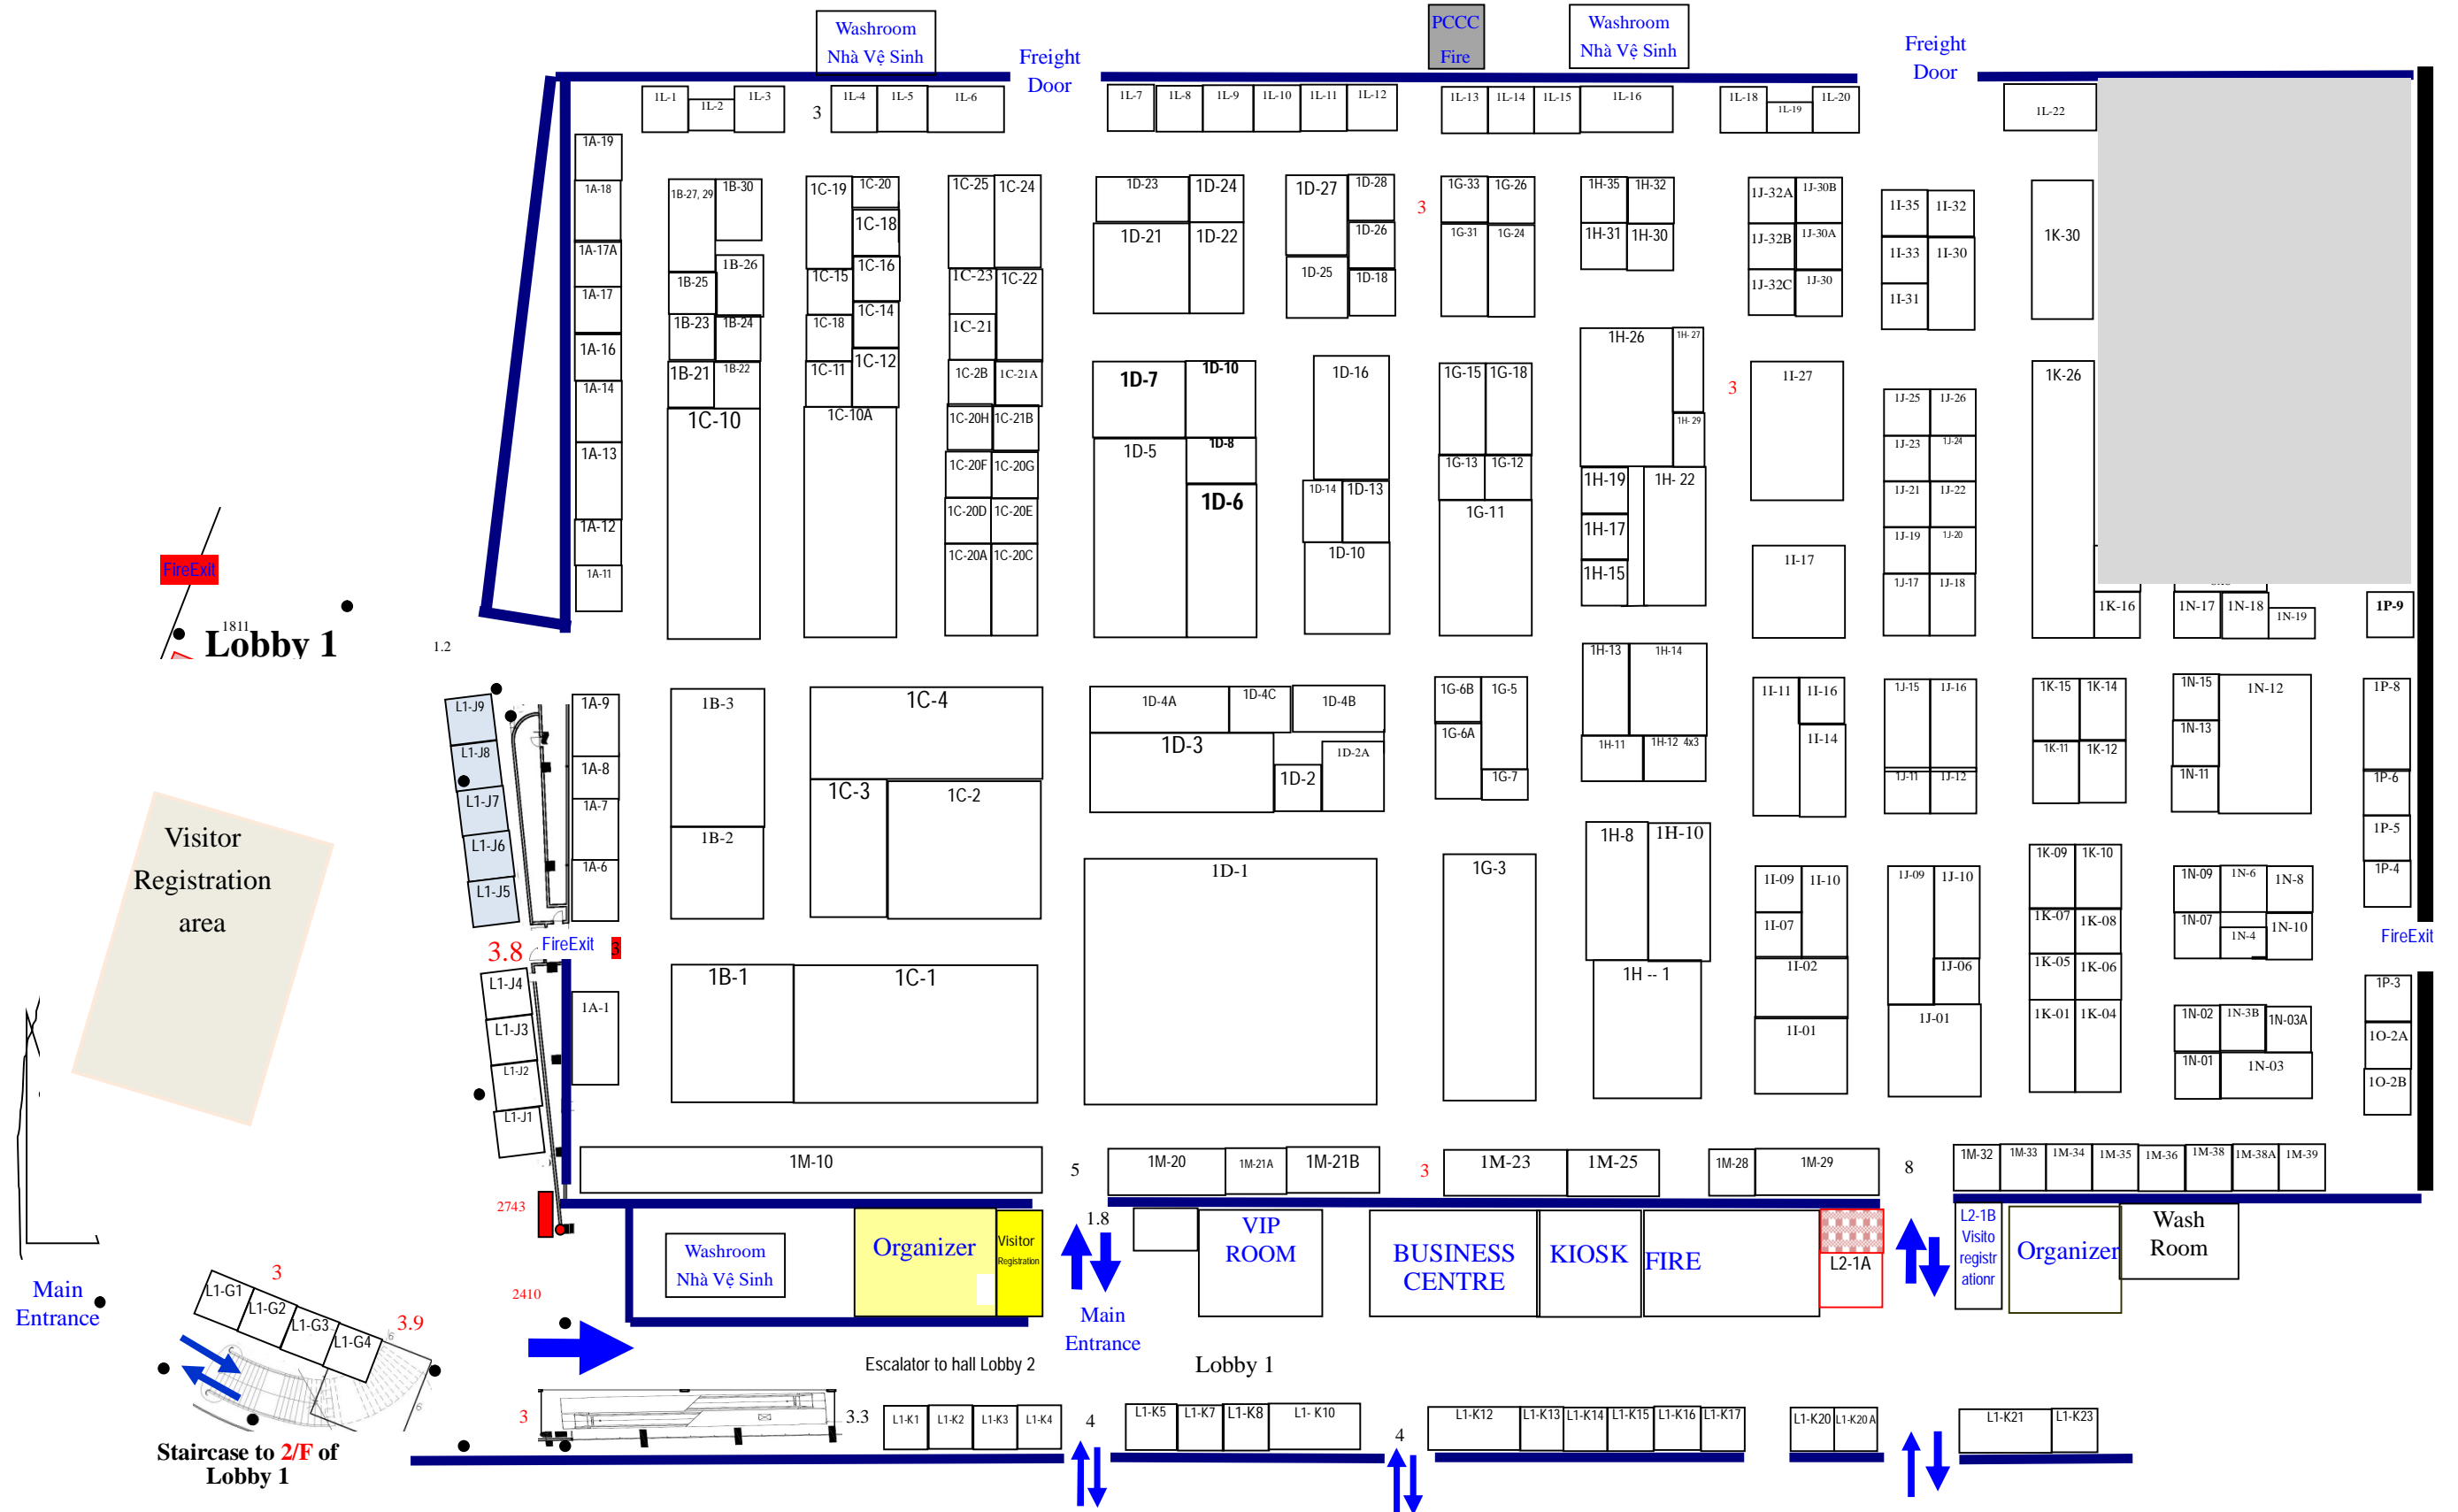 Washroom
Nhà Vệ Sinh
Freight
Door
PCCC
Fire
Washroom
Nhà Vệ Sinh
Freight
Door
1L-1
1L-2
1L-3
3
1L-4
1L-5
1L-6
1L-7
1L-8
1L-9
1L-10
1L-11
1L-12
1L-13
1L-14
1L-15
1L-16
1L-18
1L-19
1L-20
1L-22
1A-19
1A-18
1A-17A
1A-17
1A-16
1A-14
1A-13
1A-12
1A-11
1B-27, 29
1B-30
1B-26
1B-25
1B-23
1B-24
1B-21
1B-22
1C-10
1C-19
1C-20
1C-18
1C-16
1C-15
1C-14
1C-18
1C-12
1C-11
1C-10A
1C-25
1C-24
1C-23
1C-22
1C-21
1C-2B
1C-21A
1C-20H
1C-21B
1C-20F
1C-20G
1C-20D
1C-20E
1C-20A
1C-20C
1D-23
1D-24
1D-21
1D-22
1D-7
1D-10
1D-5
1D-8
1D-6
1D-27
1D-28
1D-26
1D-25
1D-18
1D-16
1D-14
1D-13
1D-10
3
1G-33
1G-26
1G-31
1G-24
1G-15
1G-18
1G-13
1G-12
1G-11
1H-35
1H-32
1H-31
1H-30
1H-26
1H- 27
1H- 29
1H-19
1H- 22
1H-17
1H-15
3
1J-32A
1J-30B
1J-32B
1J-30A
1J-32C
1J-30
1I-27
1I-17
1I-35
1I-32
1I-33
1I-30
1I-31
1J-25
1J-26
1J-23
1J-24
1J-21
1J-22
1J-19
1J-20
1J-17
1J-18
1K-30
1K-26
1K-16
1N-17
1N-18
1N-19
1P-9
FireExit
1811
Lobby 1
1.2
L1-J9
L1-J8
L1-J7
L1-J6
L1-J5
1A-9
1A-8
1A-7
1A-6
1B-3
1B-2
1C-4
1C-3
1C-2
1D-4A
1D-4C
1D-4B
1D-3
1D-2
1D-2A
1D-1
1G-6B
1G-5
1G-6A
1G-7
1G-3
1H-13
1H-14
1H-11
1H-12 4x3
1H-8
1H-10
1H -- 1
1I-11
1I-16
1I-14
1I-09
1I-10
1I-07
1I-02
1I-01
1J-15
1J-16
1J-11
1J-12
1J-09
1J-10
1J-06
1J-01
1K-15
1K-14
1K-11
1K-12
1K-09
1K-10
1K-07
1K-08
1K-05
1K-06
1K-01
1K-04
1N-15
1N-12
1N-13
1N-11
1N-09
1N-6
1N-8
1N-07
1N-4
1N-10
1N-02
1N-3B
1N-03A
1N-01
1N-03
1P-8
1P-6
1P-5
1P-4
FireExit
1P-3
1O-2A
1O-2B
Visitor
Registration
area
3.8
FireExit
3
L1-J4
L1-J3
L1-J2
L1-J1
1A-1
1B-1
1C-1
1M-10
5
1M-20
1M-21A
1M-21B
3
1M-23
1M-25
1M-28
1M-29
8
1M-32
1M-33
1M-34
1M-35
1M-36
1M-38
1M-38A
1M-39
2743
2410
Washroom
Nhà Vệ Sinh
Organizer
Visitor
Registration
1.8
Main
Entrance
VIP
ROOM
BUSINESS
CENTRE
KIOSK
FIRE
L2-1A
L2-1B
Visito
registr
ationr
Organizer
Wash
Room
Main
Entrance
3
L1-G1
L1-G2
L1-G3
L1-G4
3.9
6
6
Staircase to 2/F of
Lobby 1
Escalator to hall Lobby 2
Lobby 1
3
3.3
L1-K1
L1-K2
L1-K3
L1-K4
4
L1-K5
L1-K7
L1-K8
L1- K10
4
L1-K12
L1-K13
L1-K14
L1-K15
L1-K16
L1-K17
L1-K20
L1-K20 A
L1-K21
L1-K23